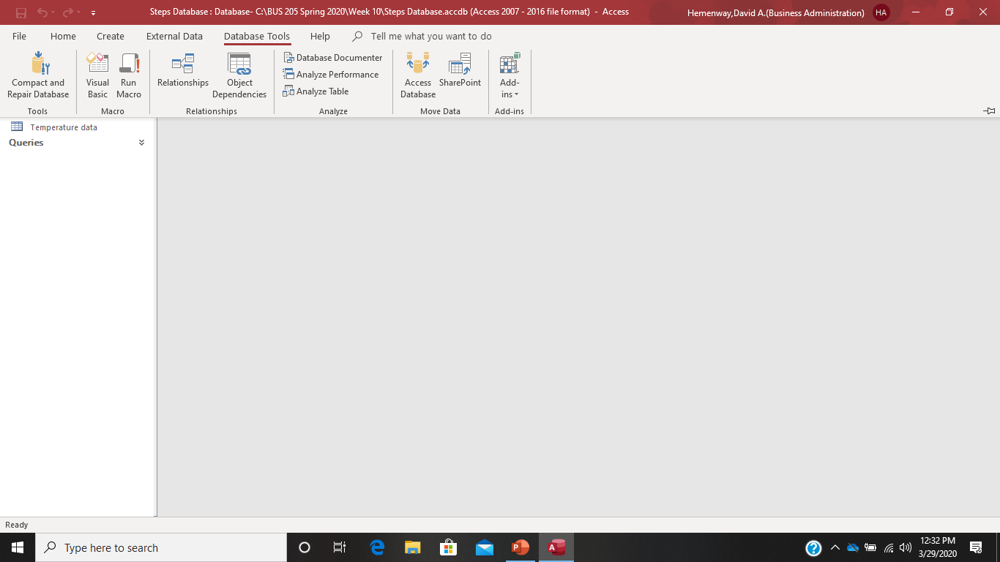 Steps Database : Database- C:\BUS 205 Spring 2020\Week 10\Steps Database.accdb (Access 2007 - 2016 file format) - Access
Hemenway,David A.(Business Administration)
HA
File Home Create External Data Database Tools Help Tell me what you want to do
Compact and
Repair Database
Tools
Visual
Basic
Run
Macro
Macro
Relationships
Object
Dependencies
Relationships
Database Documenter
Analyze Performance
Analyze Table
Analyze
Access
Database
SharePoint
Move Data
Add-
ins
Add-ins
Temperature data
Queries
Ready
Type here to search
P
A
12:32 PM
3/29/2020